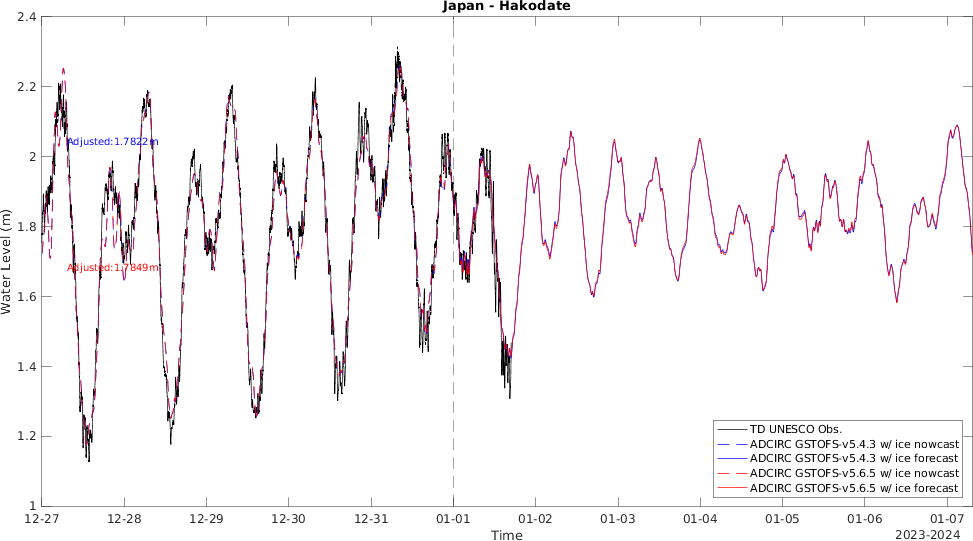 Japan - Hakodate
2.4
2.2
2
1.8
1.6
1.4
1.2
1
Water Level (m)
Adjusted:1.7822m
Adjusted:1.7849m
TD UNESCO Obs.
ADCIRC GSTOFS-v5.4.3 w/ ice nowcast
ADCIRC GSTOFS-v5.4.3 w/ ice forecast
ADCIRC GSTOFS-v5.6.5 w/ ice nowcast
ADCIRC GSTOFS-v5.6.5 w/ ice forecast
12-27 12-28 12-29 12-30 12-31 01-01 01-02 01-03 01-04 01-05 01-06 01-07
Time
2023-2024